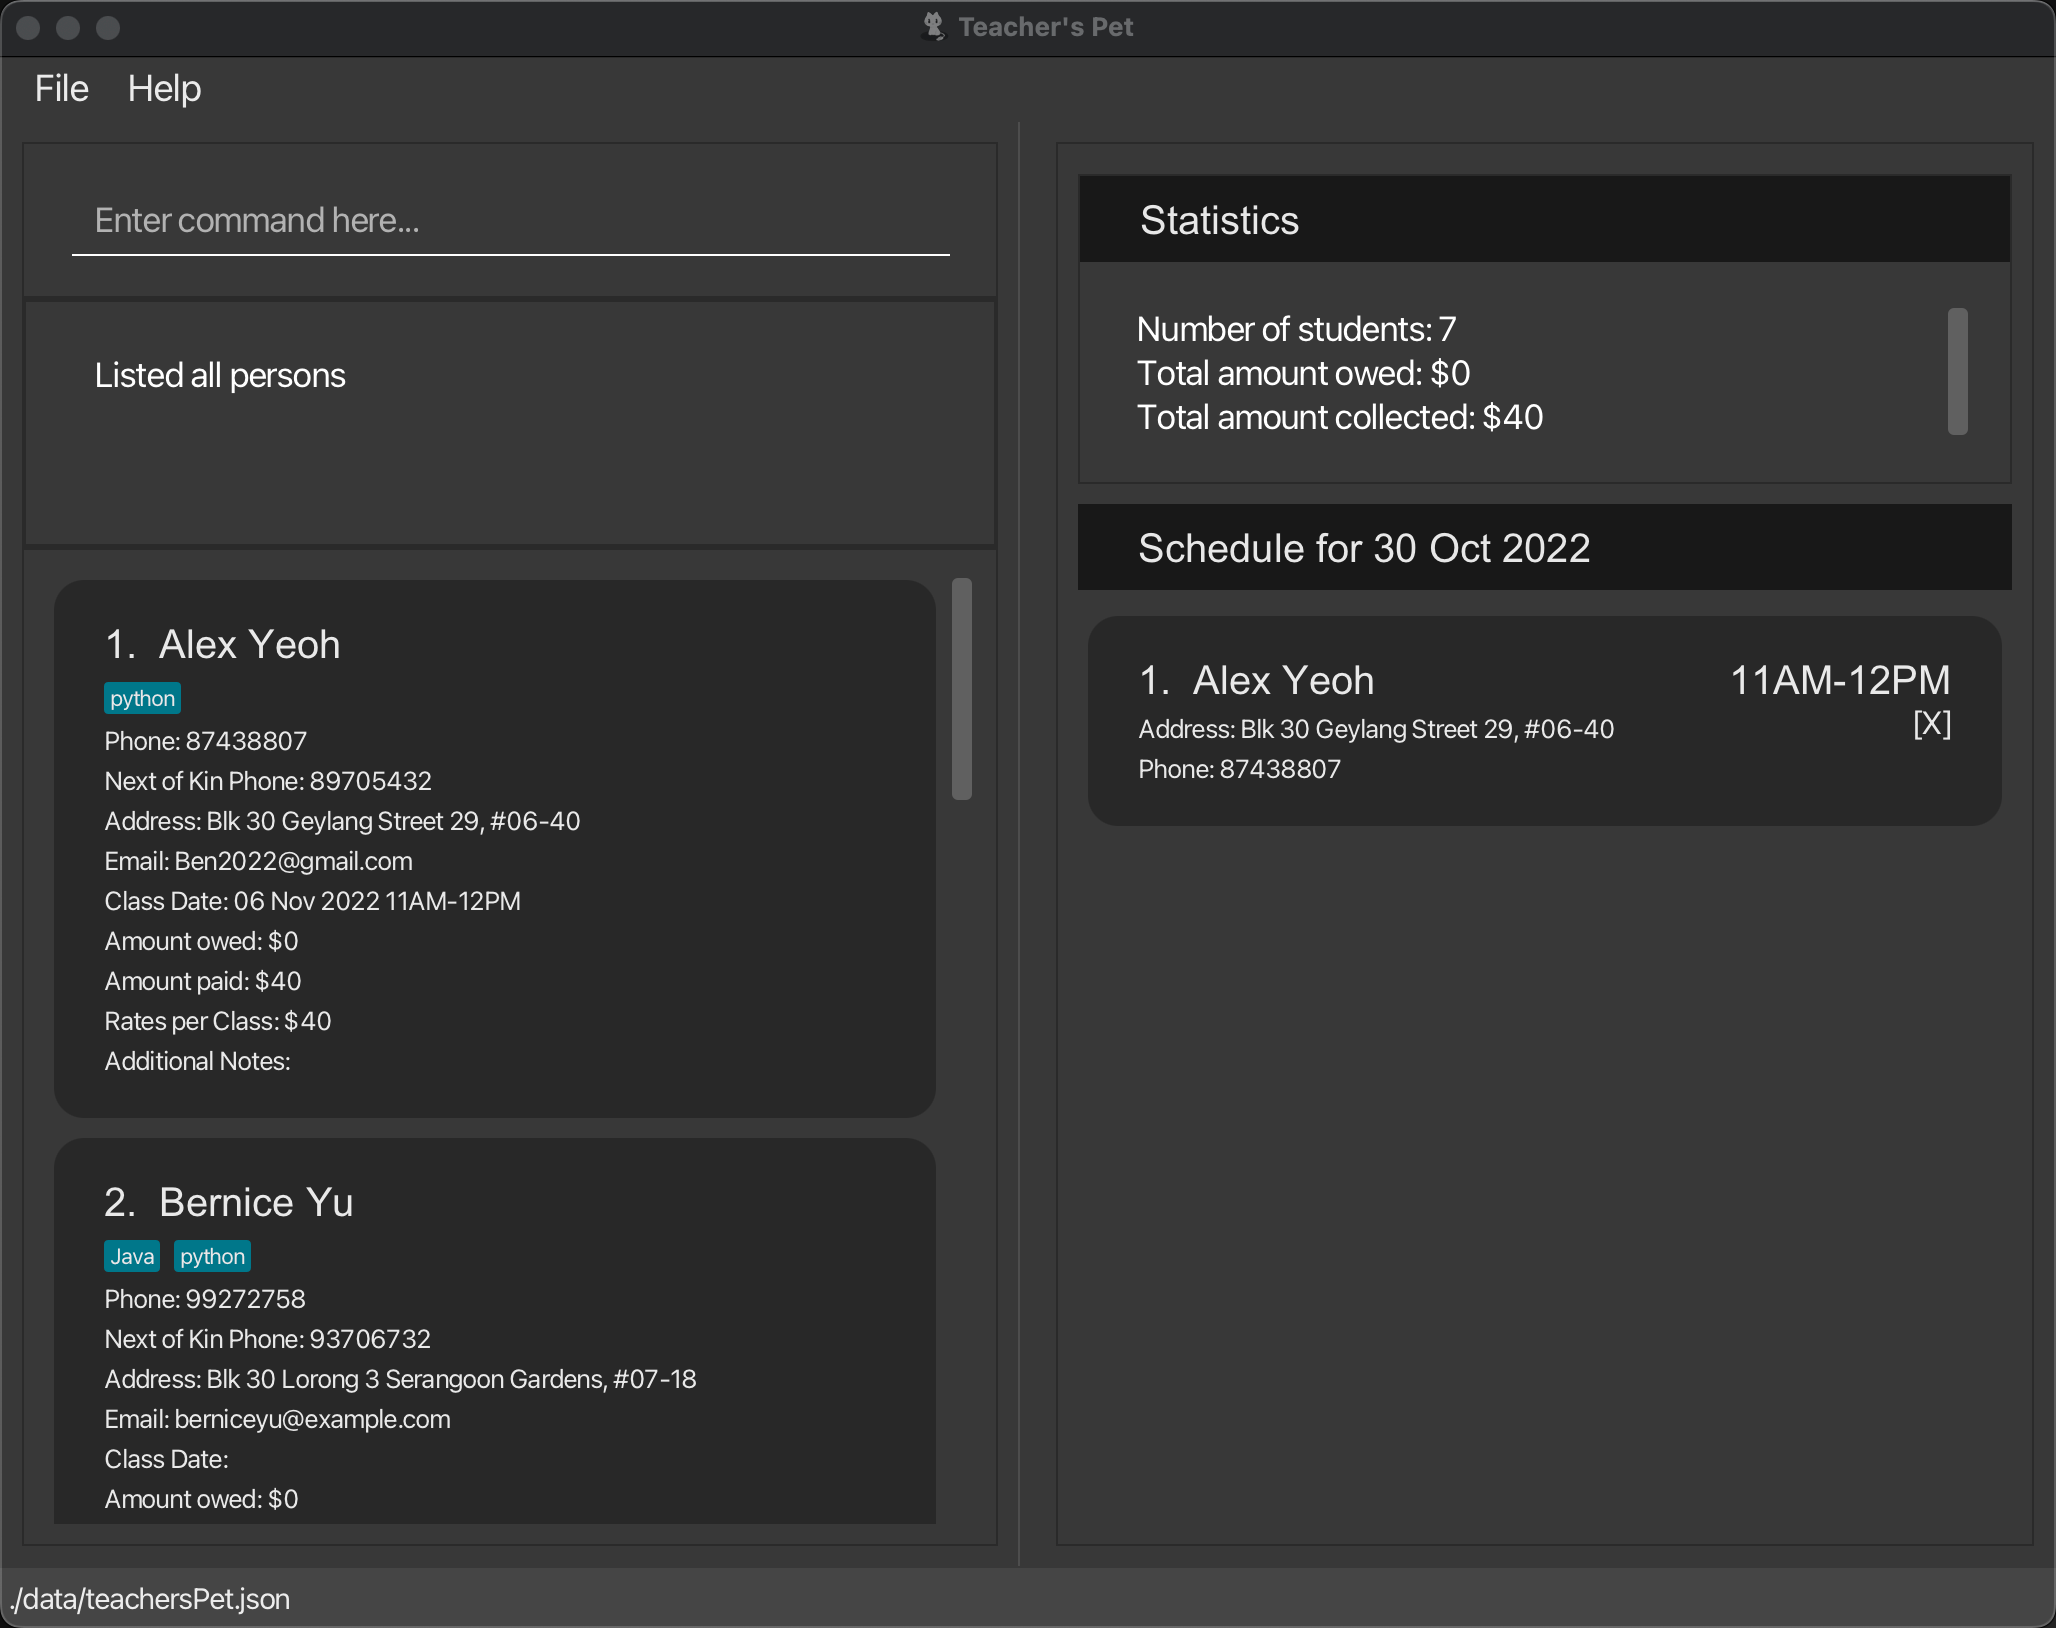 Teacher's Pet
File Help
Enter command here...
Listed all persons
1. Alex Yeoh
python
Phone: 87438807
Next of Kin Phone: 89705432
Address: Blk 30 Geylang Street 29, #06-40
Email: Ben2022@gmail.com
Class Date: 06 Nov 2022 11AM-12PM
Amount owed: $0
Amount paid: $40
Rates per Class: $40
Additional Notes:
2. Bernice Yu
Java python
Phone: 99272758
Next of Kin Phone: 93706732
Address: Blk 30 Lorong 3 Serangoon Gardens, #07-18
Email: berniceyu@example.com
Class Date:
Amount owed: $0
Statistics
Number of students: 7
Total amount owed: $0
Total amount collected: $40
Schedule for 30 Oct 2022
1. Alex Yeoh 11AM-12PM
[X]
Address: Blk 30 Geylang Street 29, #06-40
Phone: 87438807
./data/teachersPet.json